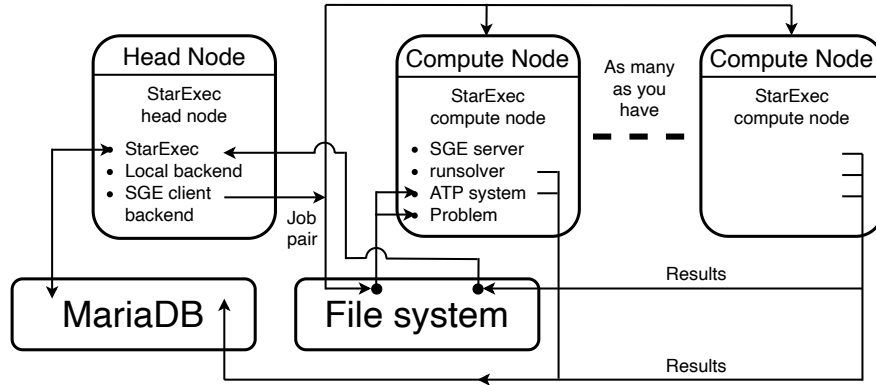 Head Node
StarExec
head node
StarExec
Local backend
SGE client
backend
Job
pair
Compute Node
StarExec
compute node
SGE server
runsolver
ATP system
Problem
As many
as you
have
Compute Node
StarExec
compute node
Results
MariaDB
File system
Results